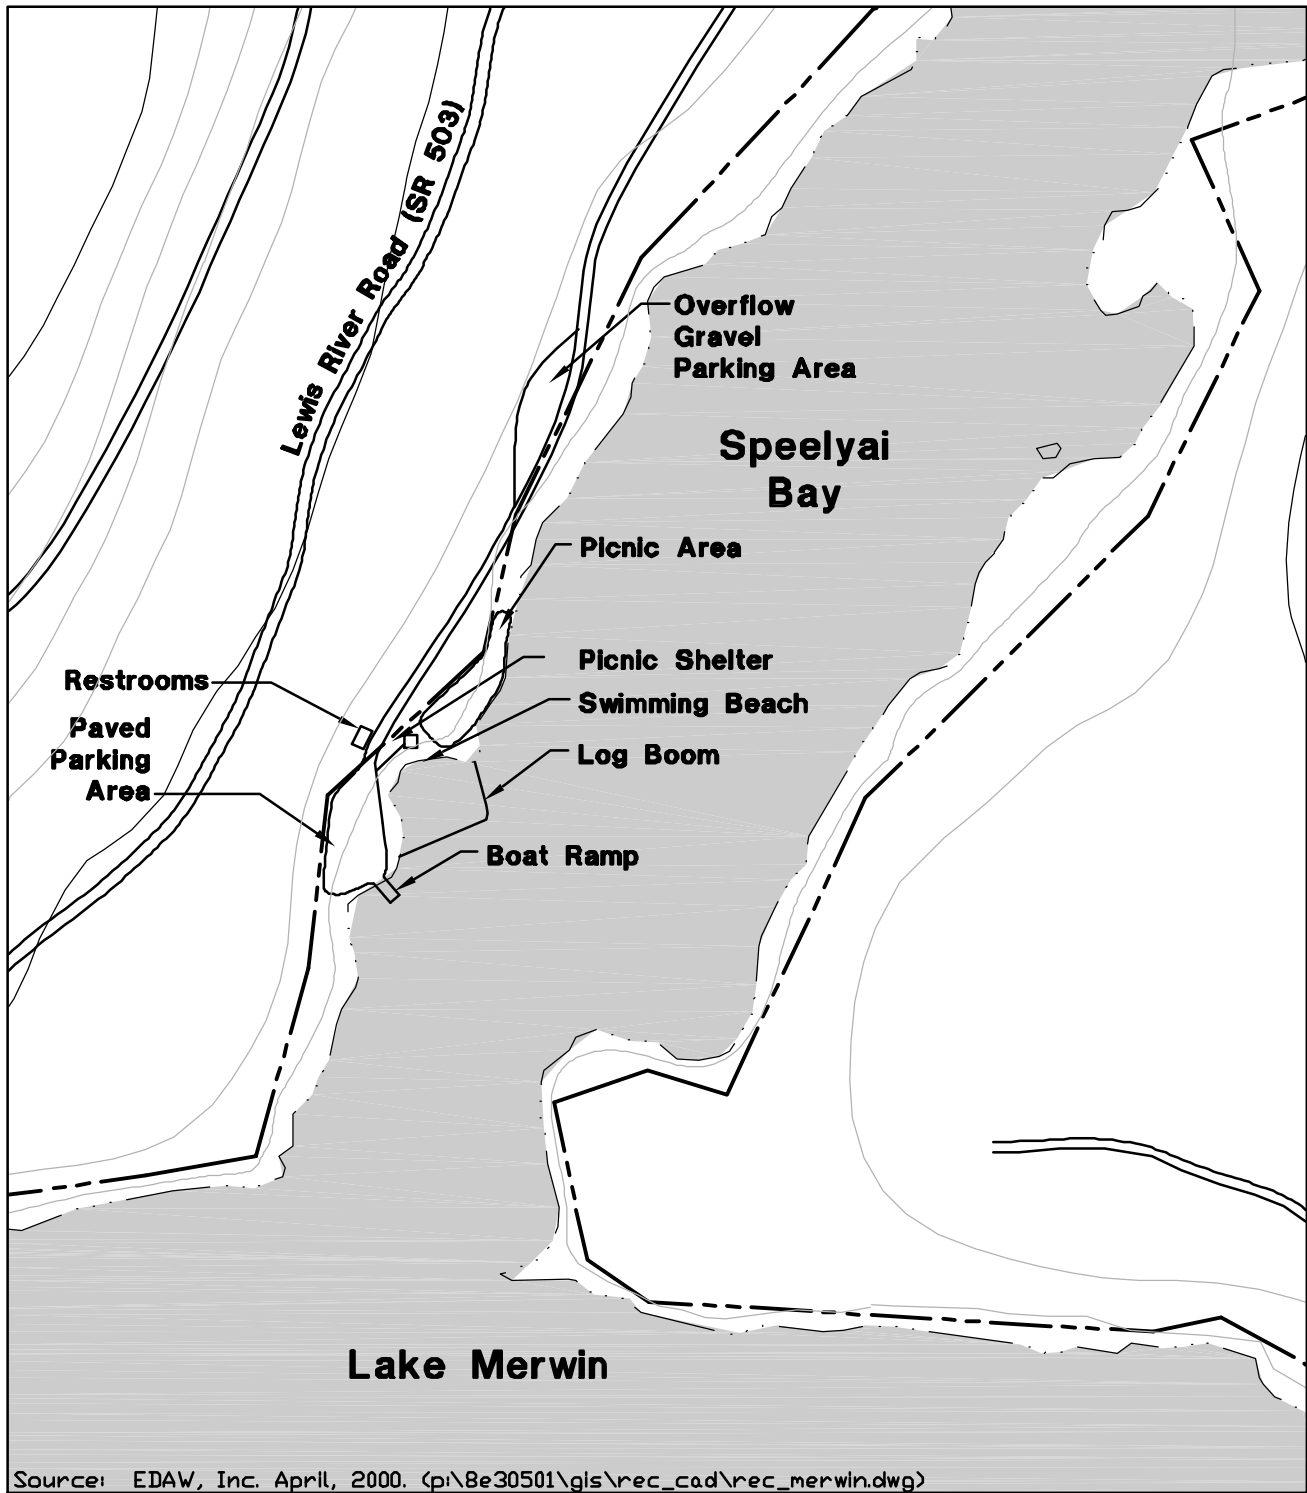 Lewis River Road (SR 503)
Overflow
Gravel
Parking Area
Speelyai
Bay
Picnic Area
Picnic Shelter
Restrooms
Swimming Beach
Paved
Parking
Area
Log Boom
Boat Ramp
Lake Merwin
Source: EDAW, Inc. April, 2000. (p:\8e30501\gis\rec_cad\rec_merwin.dwg)